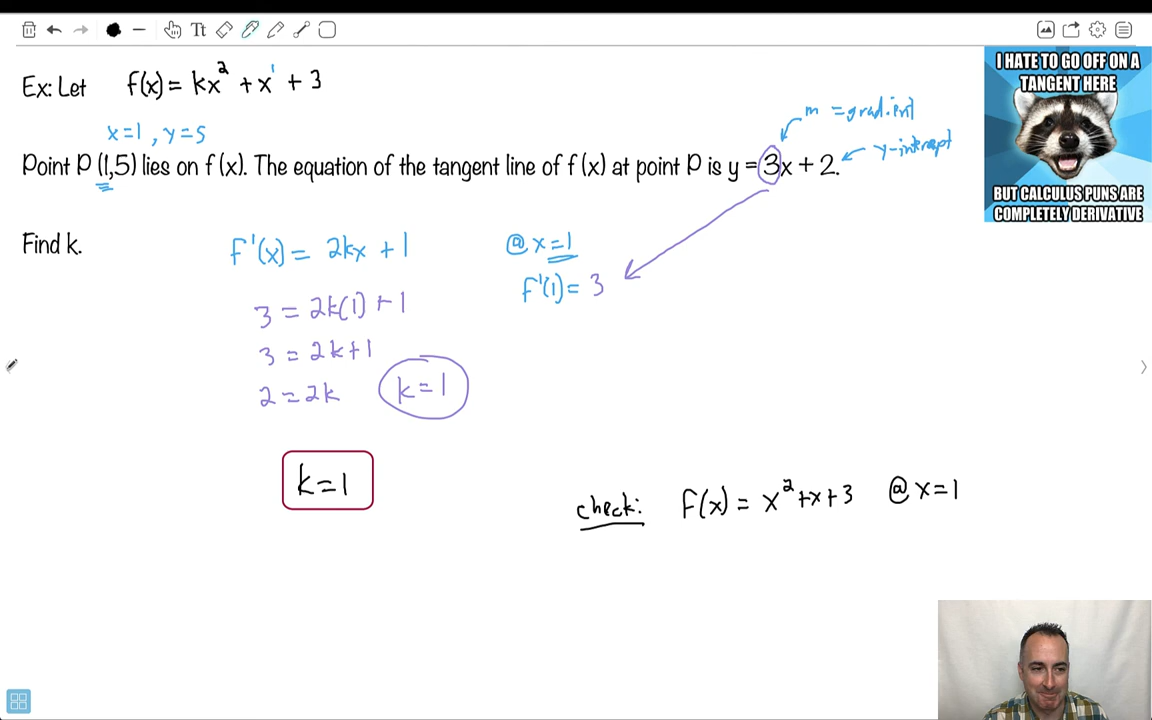 Tt
Ex: Let f(x) = kx² + x¹ + 3
I HATE TO GO OFF ON A
TANGENT HERE
BUT CALCULUS PUNS ARE
COMPLETELY DERIVATIVE
m = gradient
x=1, y=5
y-intercept
Point P (1,5) lies on f(x). The equation of the tangent line of f(x) at point P is y = 3x + 2.
Find k.
f'(x) = 2kx + 1
@ x=1
f'(1) = 3
3 = 2k(1) + 1
3 = 2k+1
2 = 2k
k=1
k=1
check: f(x) = x²+x+3 @ x=1